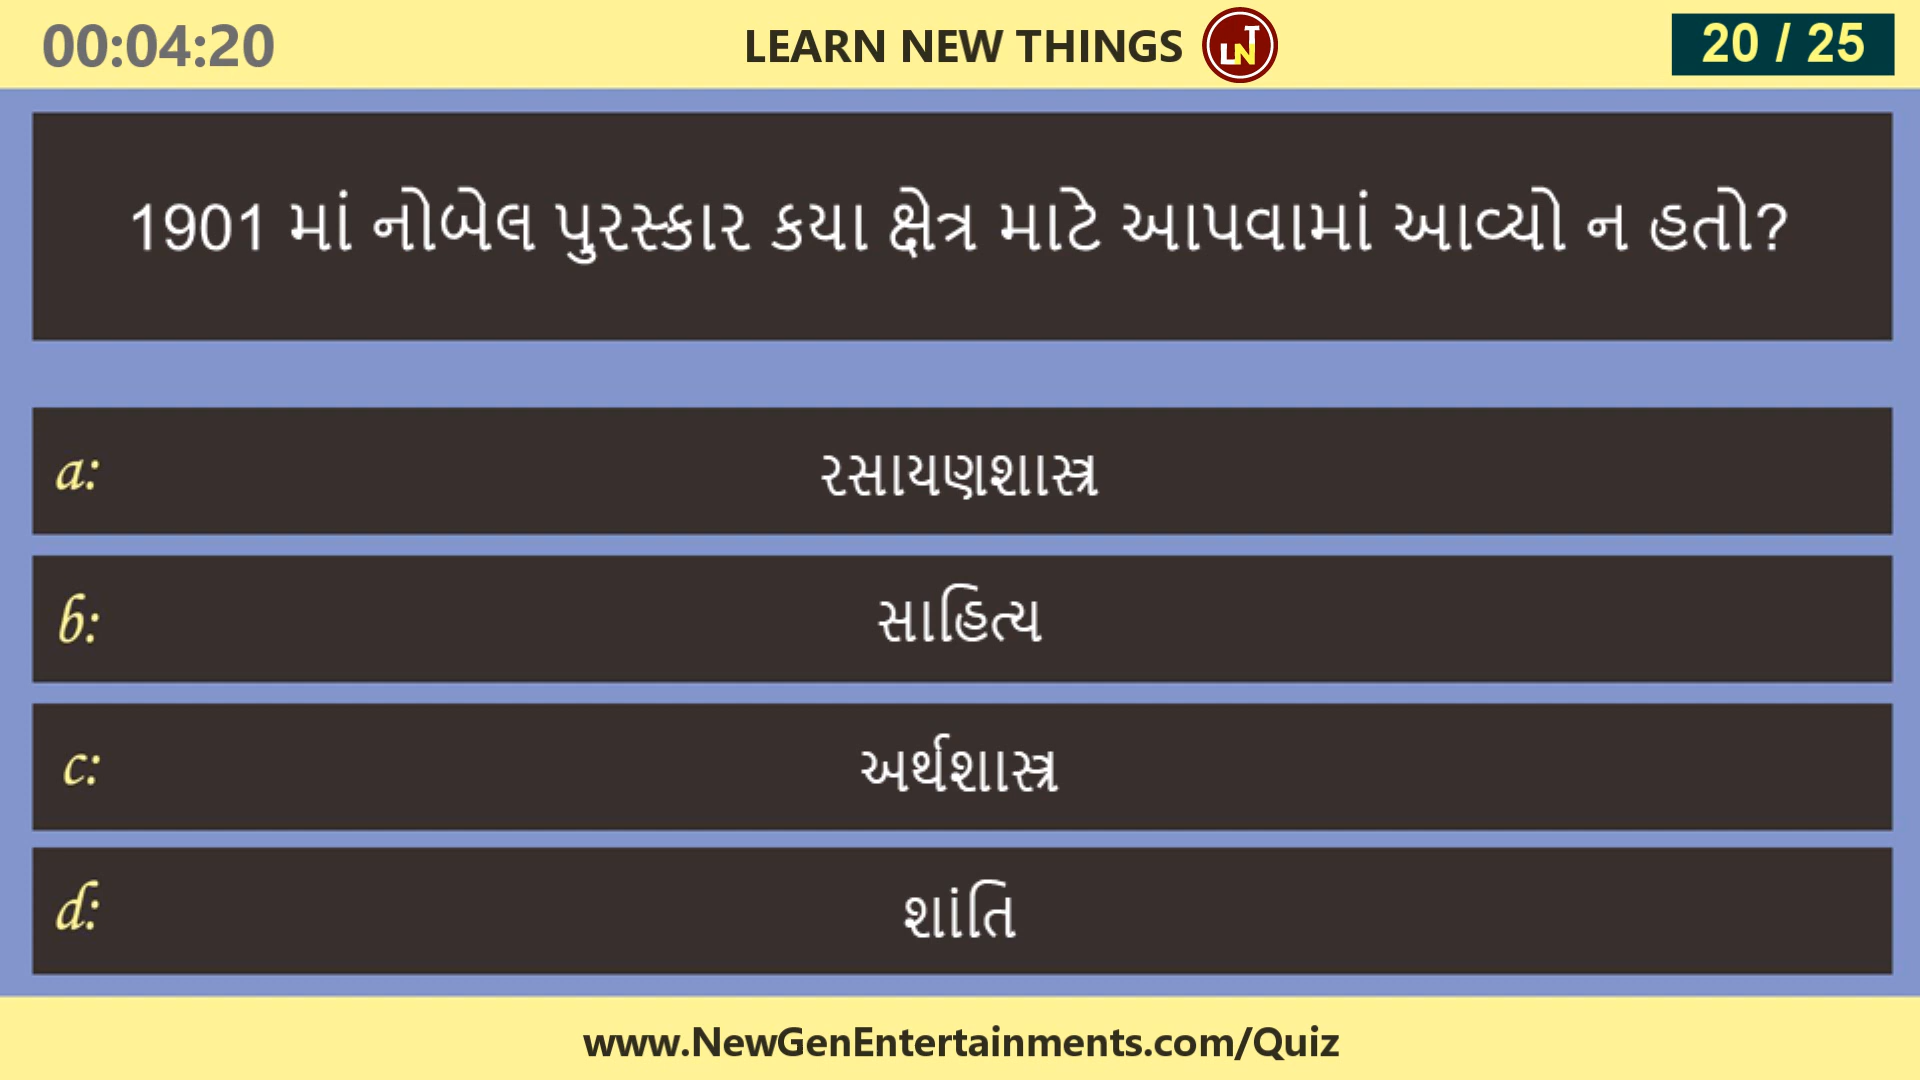 00:04:20
LEARN NEW THINGS
LNT
20 / 25
1901 માં નોબેલ પુરસ્કાર કયા ક્ષેત્ર માટે આપવામાં આવ્યો ન હતો?
a: રસાયણશાસ્ત્ર
b: સાહિત્ય
c: અર્થશાસ્ત્ર
d: શાંતિ
www.NewGenEntertainments.com/Quiz